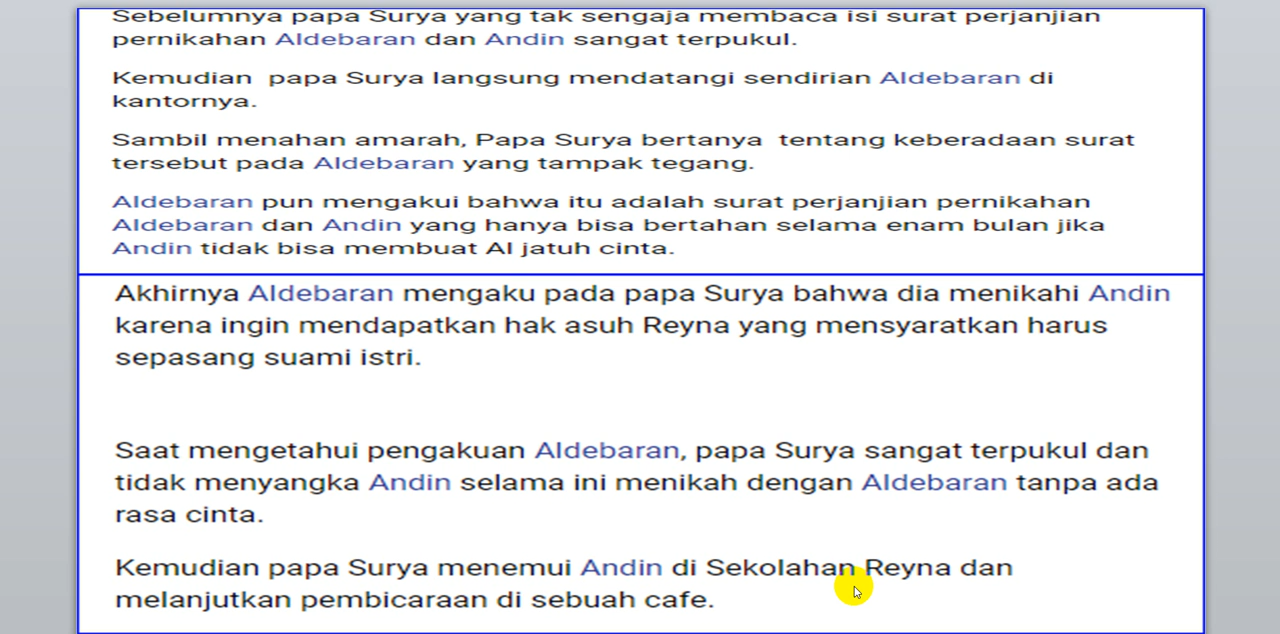 Sebelumnya papa Surya yang tak sengaja membaca isi surat perjanjian
pernikahan Aldebaran dan Andin sangat terpukul.
Kemudian  papa Surya langsung mendatangi sendirian Aldebaran di
kantornya.
Sambil menahan amarah, Papa Surya bertanya  tentang keberadaan surat
tersebut pada Aldebaran yang tampak tegang.
Aldebaran pun mengakui bahwa itu adalah surat perjanjian pernikahan
Aldebaran dan Andin yang hanya bisa bertahan selama enam bulan jika
Andin tidak bisa membuat Al jatuh cinta.
Akhirnya Aldebaran mengaku pada papa Surya bahwa dia menikahi Andin
karena ingin mendapatkan hak asuh Reyna yang mensyaratkan harus
sepasang suami istri.
Saat mengetahui pengakuan Aldebaran, papa Surya sangat terpukul dan
tidak menyangka Andin selama ini menikah dengan Aldebaran tanpa ada
rasa cinta.
Kemudian papa Surya menemui Andin di Sekolahan Reyna dan
melanjutkan pembicaraan di sebuah cafe.